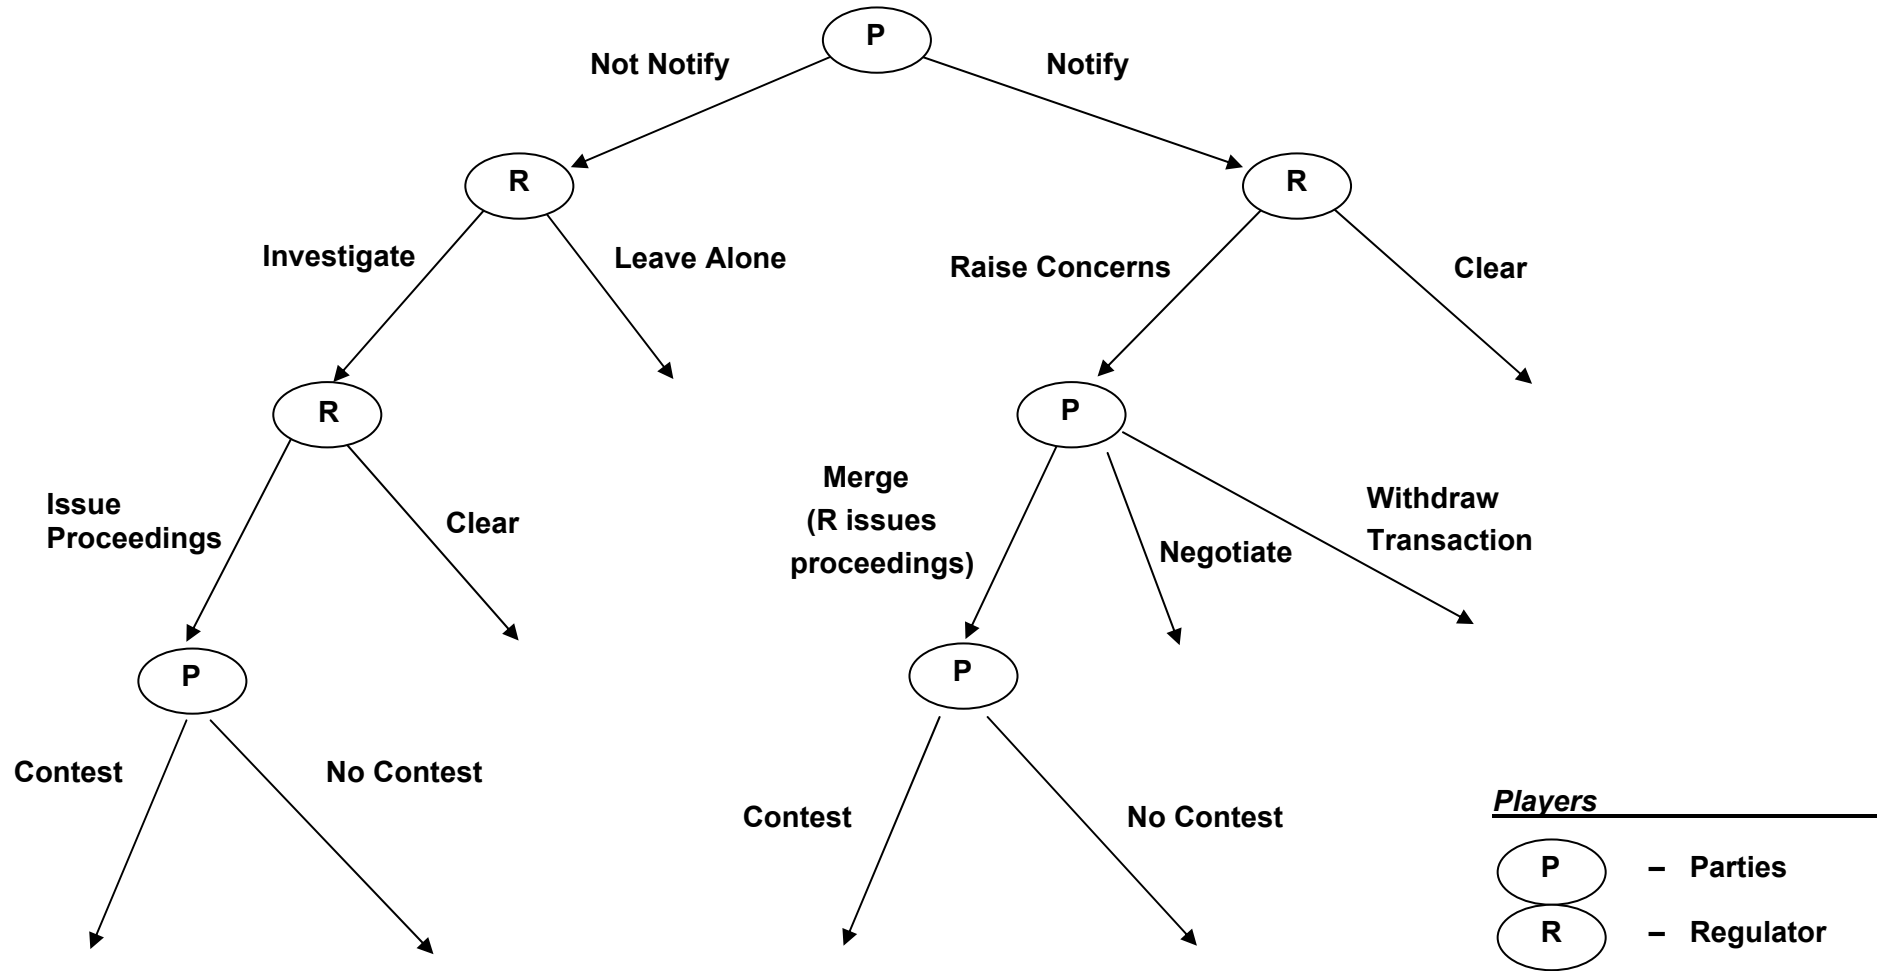 P
Not Notify
Notify
R
R
Investigate
Leave Alone
Raise Concerns
Clear
R
P
Issue
Proceedings
Clear
Merge
(R issues
proceedings)
Negotiate
Withdraw
Transaction
P
P
Contest
No Contest
Contest
No Contest
Players
P – Parties
R – Regulator